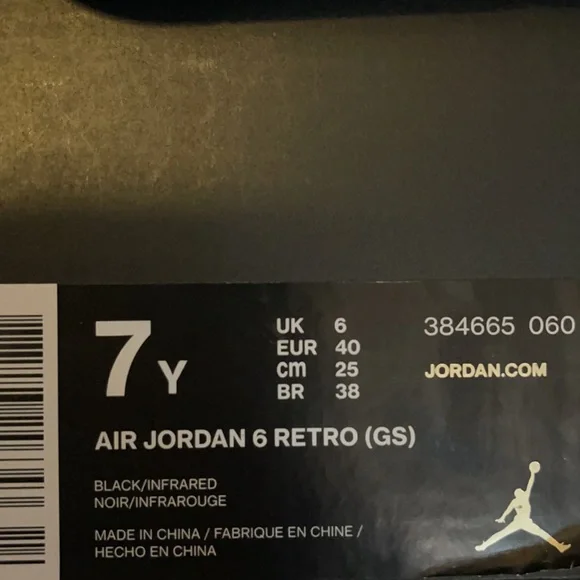 7 Y
UK 6
EUR 40
cm 25
BR 38
384665 060
JORDAN.COM
AIR JORDAN 6 RETRO (GS)
BLACK/INFRARED
NOIR/INFRAROUGE
MADE IN CHINA / FABRIQUE EN CHINE /
HECHO EN CHINA